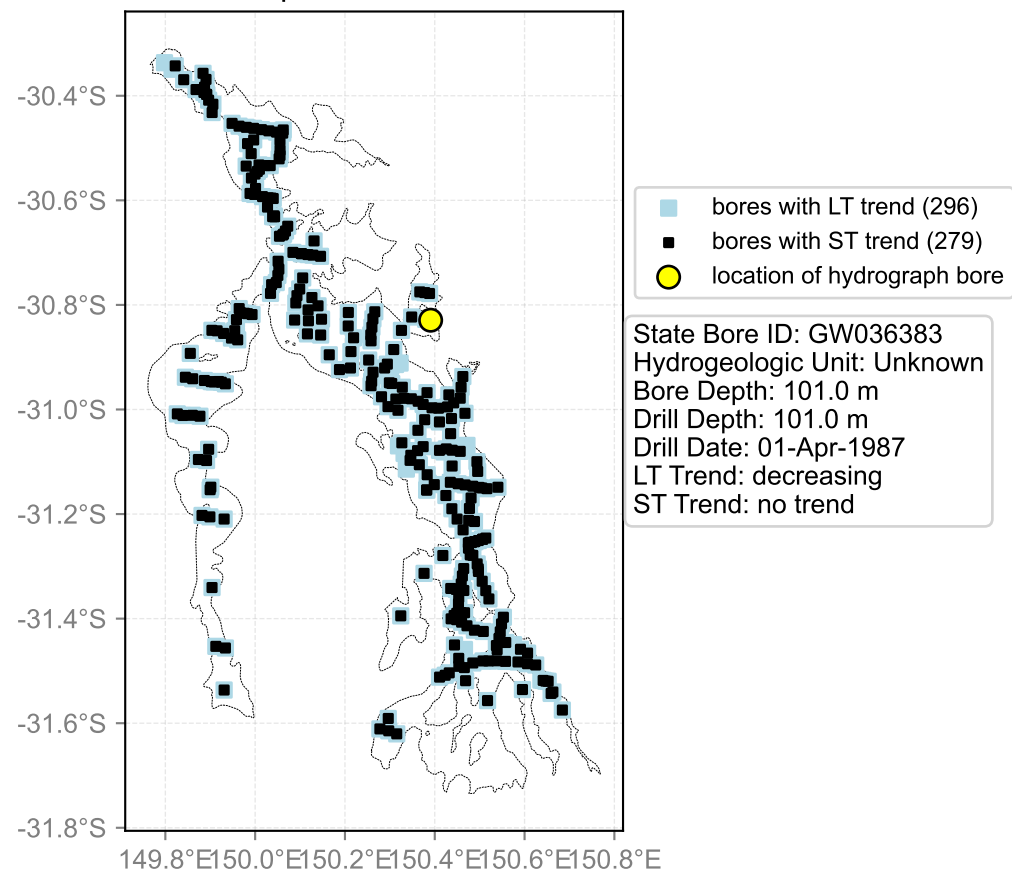 -30.4°S
-30.6°S
-30.8°S
-31.0°S
-31.2°S
-31.4°S
-31.6°S
-31.8°S
149.8°E150.0°E150.2°E150.4°E150.6°E150.8°E
bores with LT trend (296)
bores with ST trend (279)
location of hydrograph bore
State Bore ID: GW036383
Hydrogeologic Unit: Unknown
Bore Depth: 101.0 m
Drill Depth: 101.0 m
Drill Date: 01-Apr-1987
LT Trend: decreasing
ST Trend: no trend